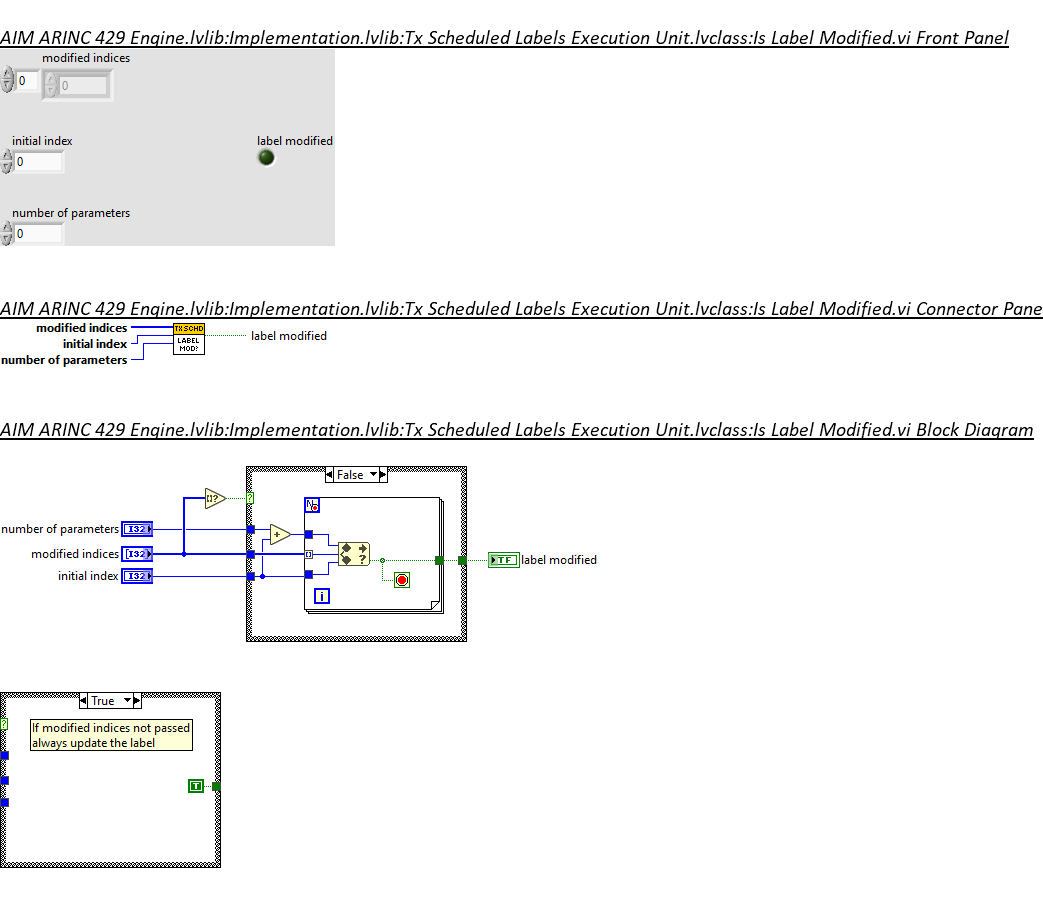 AIM ARINC 429 Engine.lvlib:Implementation.lvlib:Tx Scheduled Labels Execution Unit.lvclass:Is Label Modified.vi Front Panel
modified indices
0
0
initial index
label modified
0
number of parameters
0
AIM ARINC 429 Engine.lvlib:Implementation.lvlib:Tx Scheduled Labels Execution Unit.lvclass:Is Label Modified.vi Connector Pane
modified indices
TX SCHD
label modified
initial index
LABEL
MOD?
number of parameters
AIM ARINC 429 Engine.lvlib:Implementation.lvlib:Tx Scheduled Labels Execution Unit.lvclass:Is Label Modified.vi Block Diagram
False
[]?
?
N
number of parameters
I32
+
modified indices
I32
[]
?
TF
label modified
initial index
I32
i
True
?
If modified indices not passed
always update the label
T